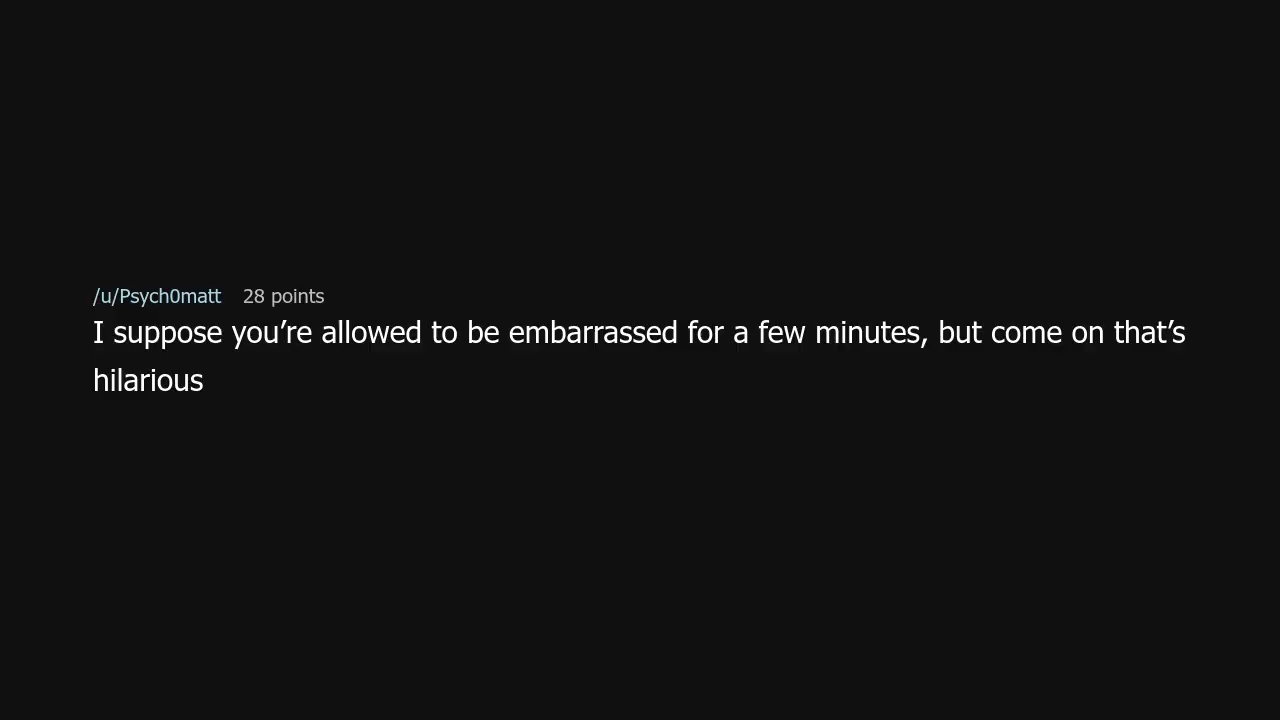 /u/Psych0matt 28 points
I suppose you’re allowed to be embarrassed for a few minutes, but come on that’s
hilarious